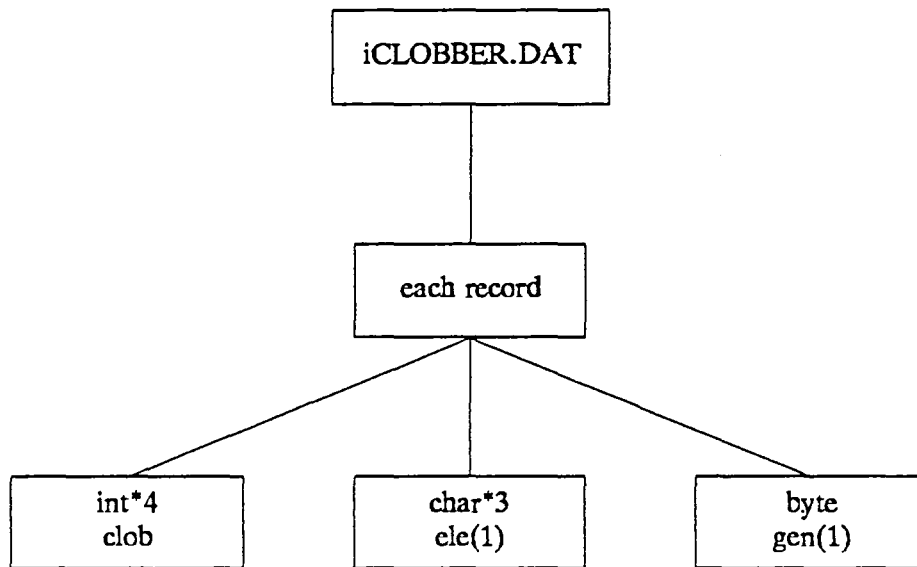 iCLOBBER.DAT
each record
int*4
clob
char*3
ele(1)
byte
gen(1)